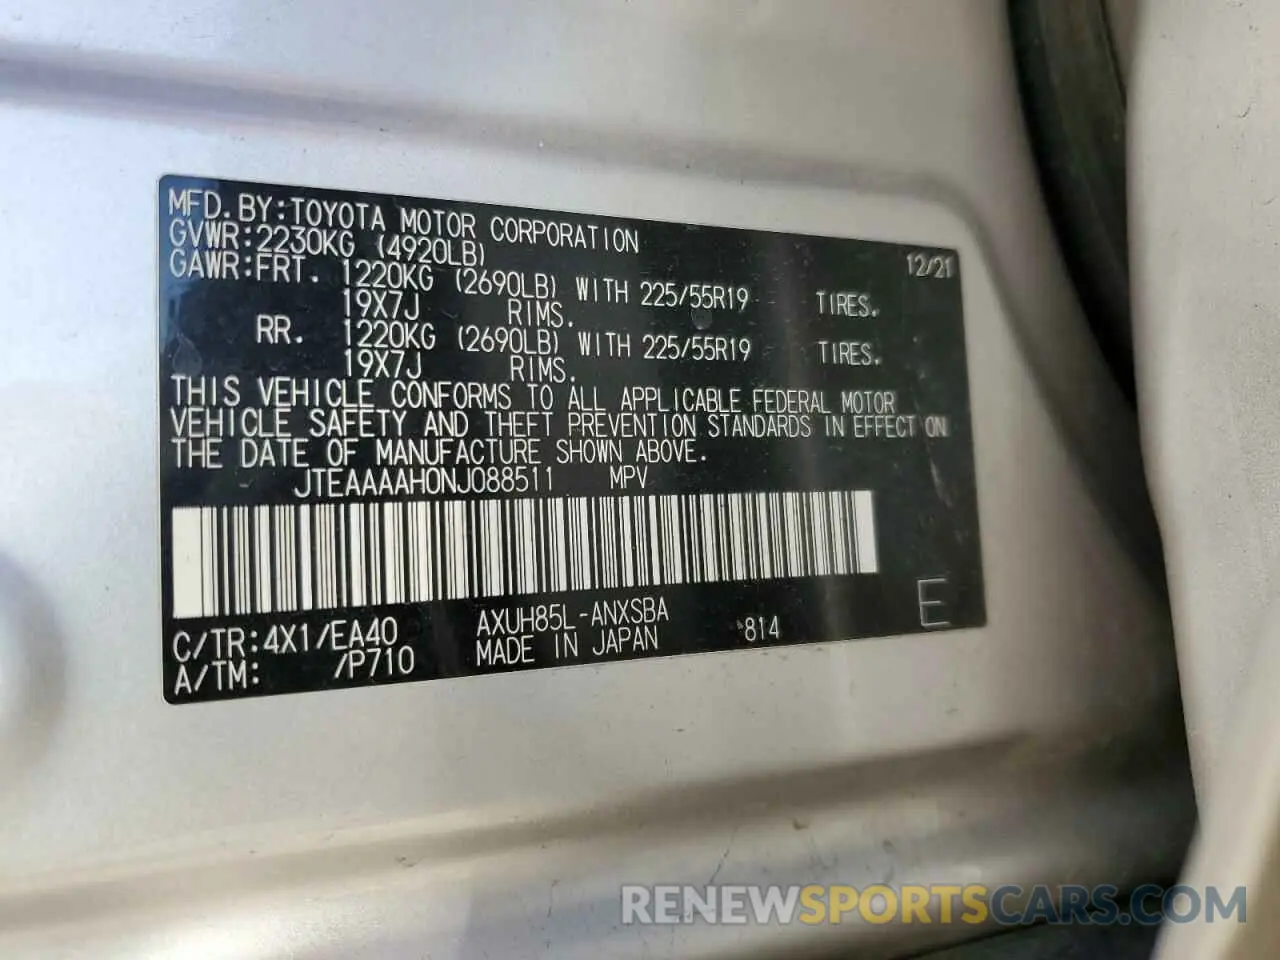 MFD.BY:TOYOTA MOTOR CORPORATION
GVWR:2230KG (4920LB) 12/21
GAWR:FRT. 1220KG (2690LB) WITH 225/55R19 TIRES.
19X7J RIMS.
RR. 1220KG (2690LB) WITH 225/55R19 TIRES.
19X7J RIMS.
THIS VEHICLE CONFORMS TO ALL APPLICABLE FEDERAL MOTOR
VEHICLE SAFETY AND THEFT PREVENTION STANDARDS IN EFFECT ON
THE DATE OF MANUFACTURE SHOWN ABOVE.
JTEAAAAH0NJ088511 MPV
C/TR:4X1/EA40 AXUH85L-ANXSBA
A/TM: /P710 MADE IN JAPAN 814
E
RENEWSPORTSCARS.COM